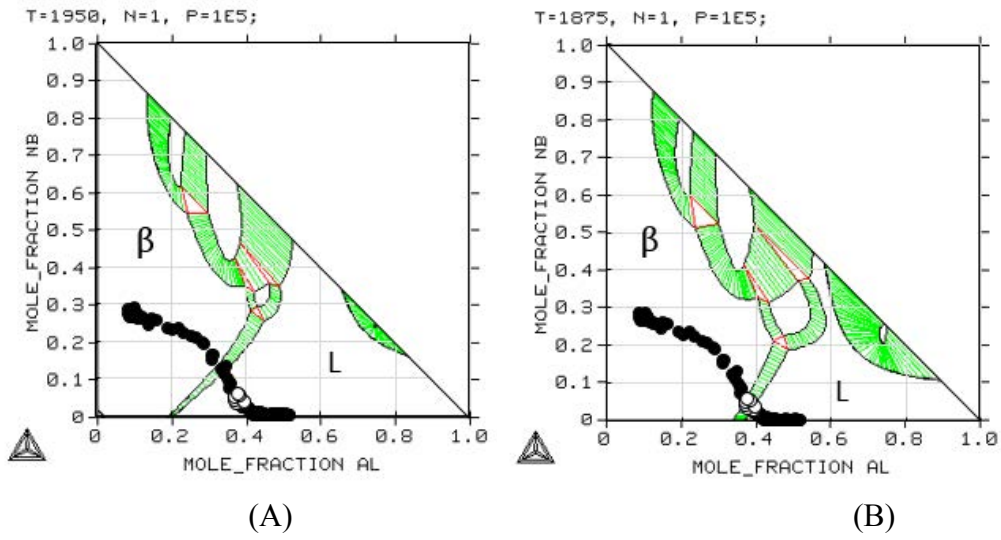 T=1950, N=1, P=1E5;
1.0
0.9
0.8
0.7
0.6
0.5
0.4
0.3
0.2
0.1
0
MOLE_FRACTION NB
β
L
0 0.2 0.4 0.6 0.8 1.0
MOLE_FRACTION AL
(A)
T=1875, N=1, P=1E5;
1.0
0.9
0.8
0.7
0.6
0.5
0.4
0.3
0.2
0.1
0
MOLE_FRACTION NB
β
L
0 0.2 0.4 0.6 0.8 1.0
MOLE_FRACTION AL
(B)